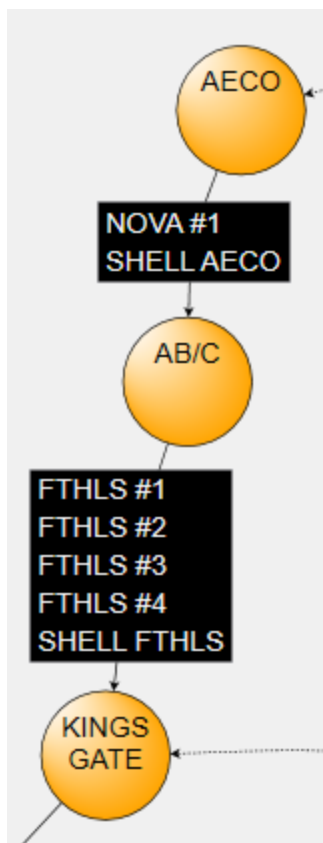 AECO
NOVA #1
SHELL AECO
AB/C
FTHLS #1
FTHLS #2
FTHLS #3
FTHLS #4
SHELL FTHLS
KINGS
GATE